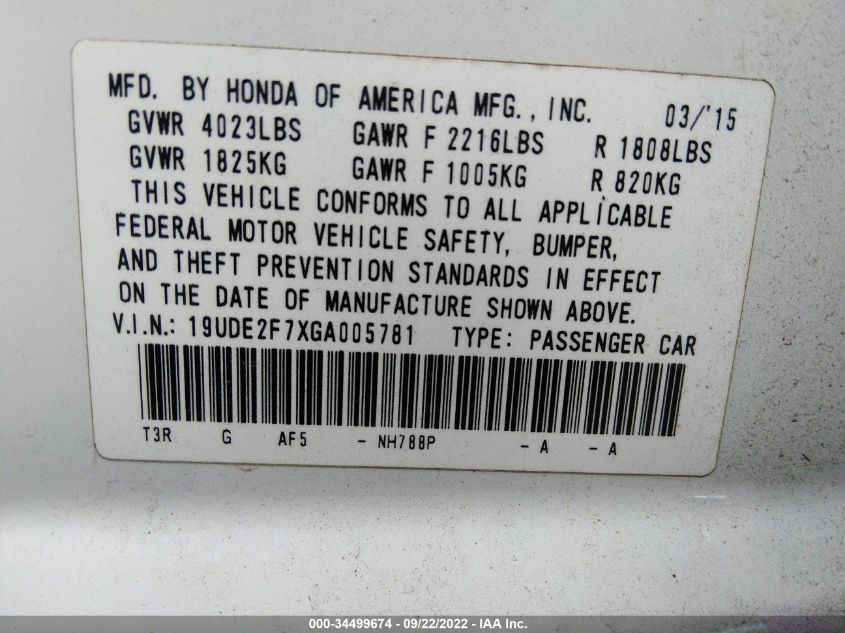 MFD. BY HONDA OF AMERICA MFG., INC. 03/'15
GVWR 4023LBS GAWR F 2216LBS R 1808LBS
GVWR 1825KG GAWR F 1005KG R 820KG
THIS VEHICLE CONFORMS TO ALL APPLICABLE
FEDERAL MOTOR VEHICLE SAFETY, BUMPER,
AND THEFT PREVENTION STANDARDS IN EFFECT
ON THE DATE OF MANUFACTURE SHOWN ABOVE.
V.I.N.: 19UDE2F7XGA005781 TYPE: PASSENGER CAR
T3R G AF5 - NH788P - A - A
000-34499674 / 09/22/2022 - IAA Inc.